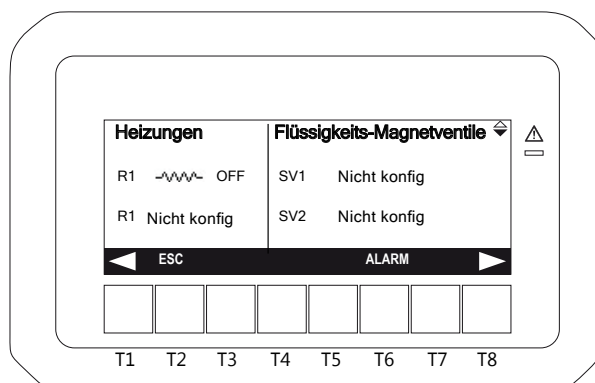 Heizungen
Flüssigkeits-Magnetventile
R1 OFF
SV1 Nicht konfig
R1 Nicht konfig
SV2 Nicht konfig
ESC ALARM
T1 T2 T3 T4 T5 T6 T7 T8